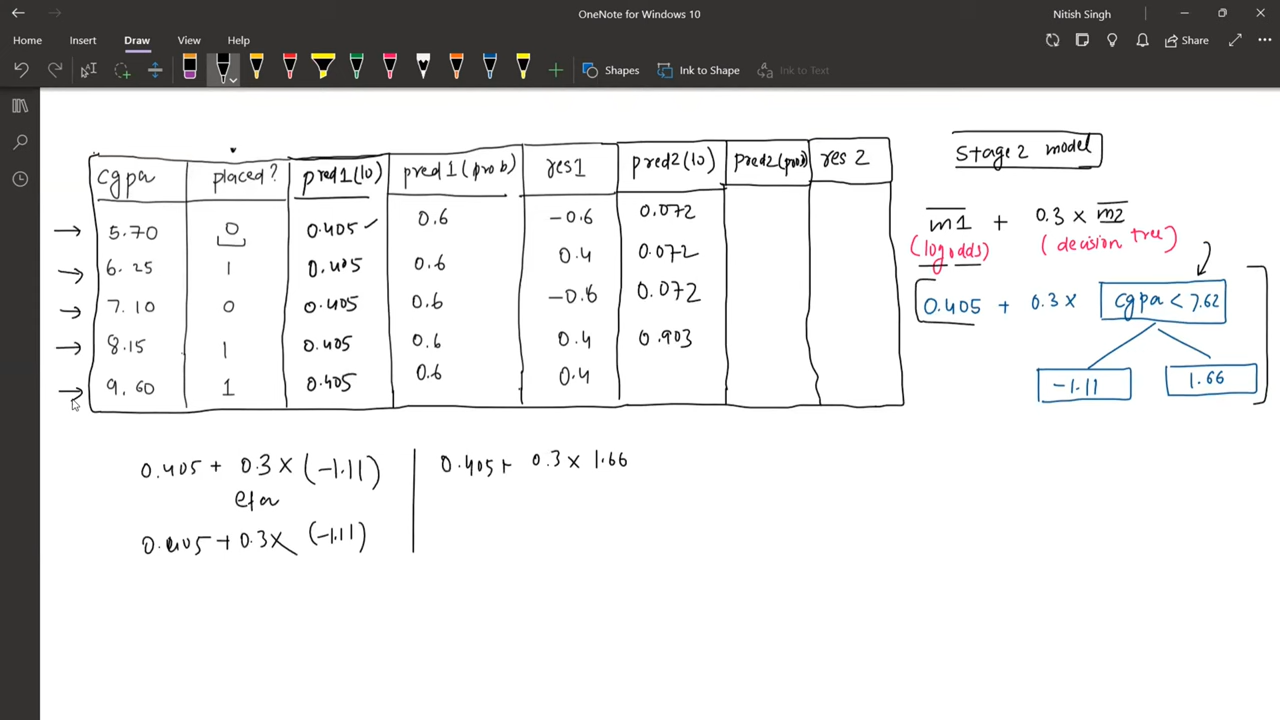 OneNote for Windows 10
Nitish Singh
Home Insert Draw View Help
Share
Shapes Ink to Shape Ink to Text
cgpa placed? pred1(lo) pred1(prob) res1 pred2(lo) pred2(prob) res 2
5.70 0 0.405 ✓ 0.6 -0.6 0.072
6.25 1 0.405 0.6 0.4 0.072
7.10 0 0.405 0.6 -0.6 0.072
8.15 1 0.405 0.6 0.4 0.903
9.60 1 0.405 0.6 0.4
Stage 2 model
m1 + 0.3 × m2
(log odds) (decision tree)
0.405 + 0.3 × cgpa < 7.62
-1.11 1.66
0.405 + 0.3 × (-1.11)
eta
0.405 + 0.3 × (-1.11)
0.405 + 0.3 × 1.66